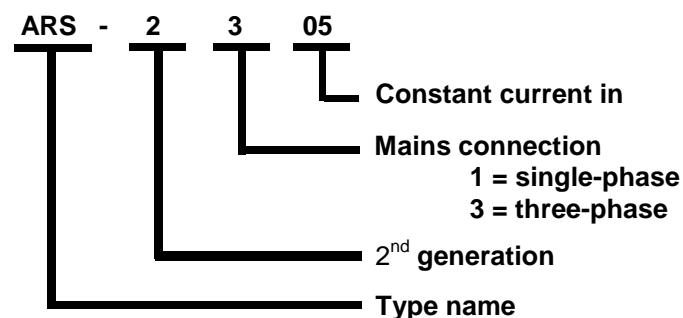 ARS - 2 3 05
Constant current in
Mains connection
1 = single-phase
3 = three-phase
2nd generation
Type name